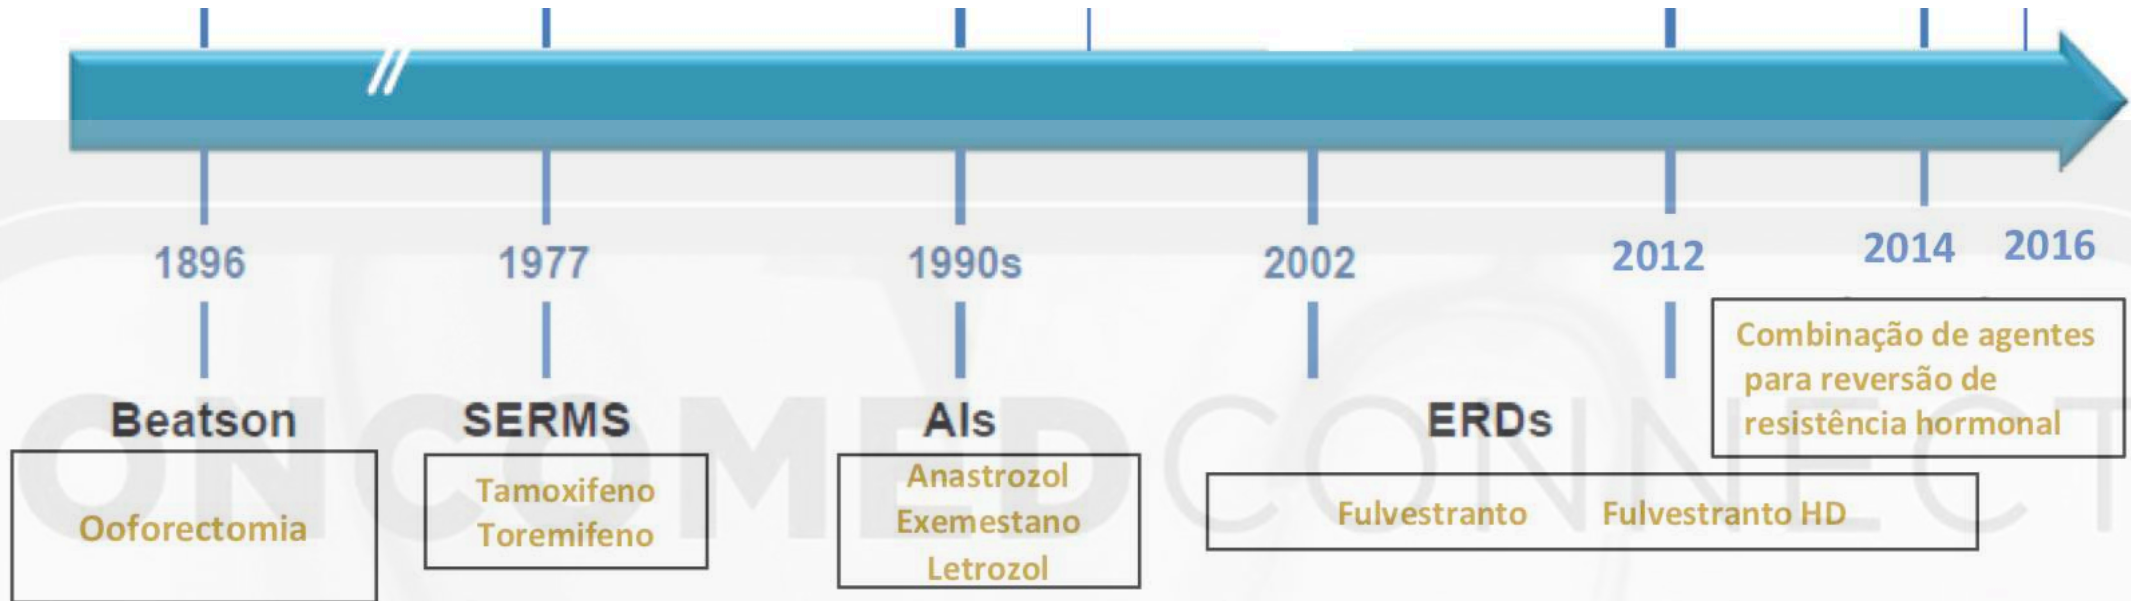 1896
1977
1990s
2002
2012
2014
2016
Combinação de agentes
para reversão de
resistência hormonal
Beatson
SERMS
AIs
ERDs
Ooforectomia
Tamoxifeno
Toremifeno
Anastrozol
Exemestano
Letrozol
Fulvestranto
Fulvestranto HD
ONCOMEDCONNECT